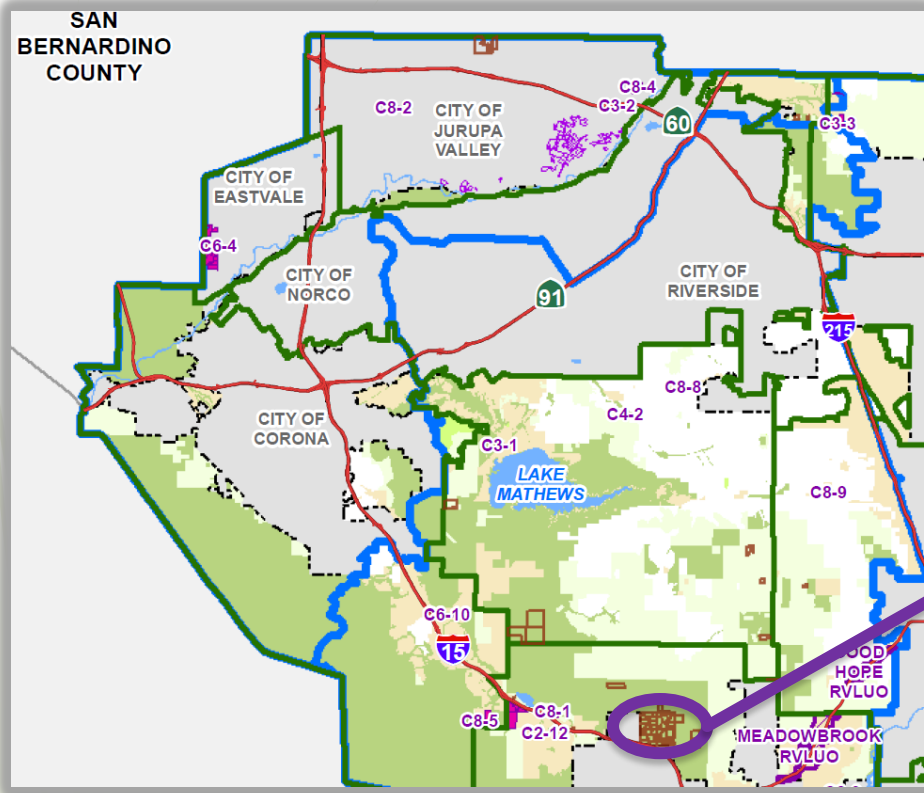 SAN
BERNARDINO
COUNTY
C8-4
C8-2
C3-2
CITY OF
JURUPA
VALLEY
60
C3-3
CITY OF
EASTVALE
C6-4
CITY OF
NORCO
CITY OF
RIVERSIDE
91
215
C8-8
C4-2
CITY OF
CORONA
C3-1
LAKE
MATHEWS
C8-9
C6-10
15
HOPE
RVLUO
C8-5
C8-1
C2-12
MEADOWBROOK
RVLUO